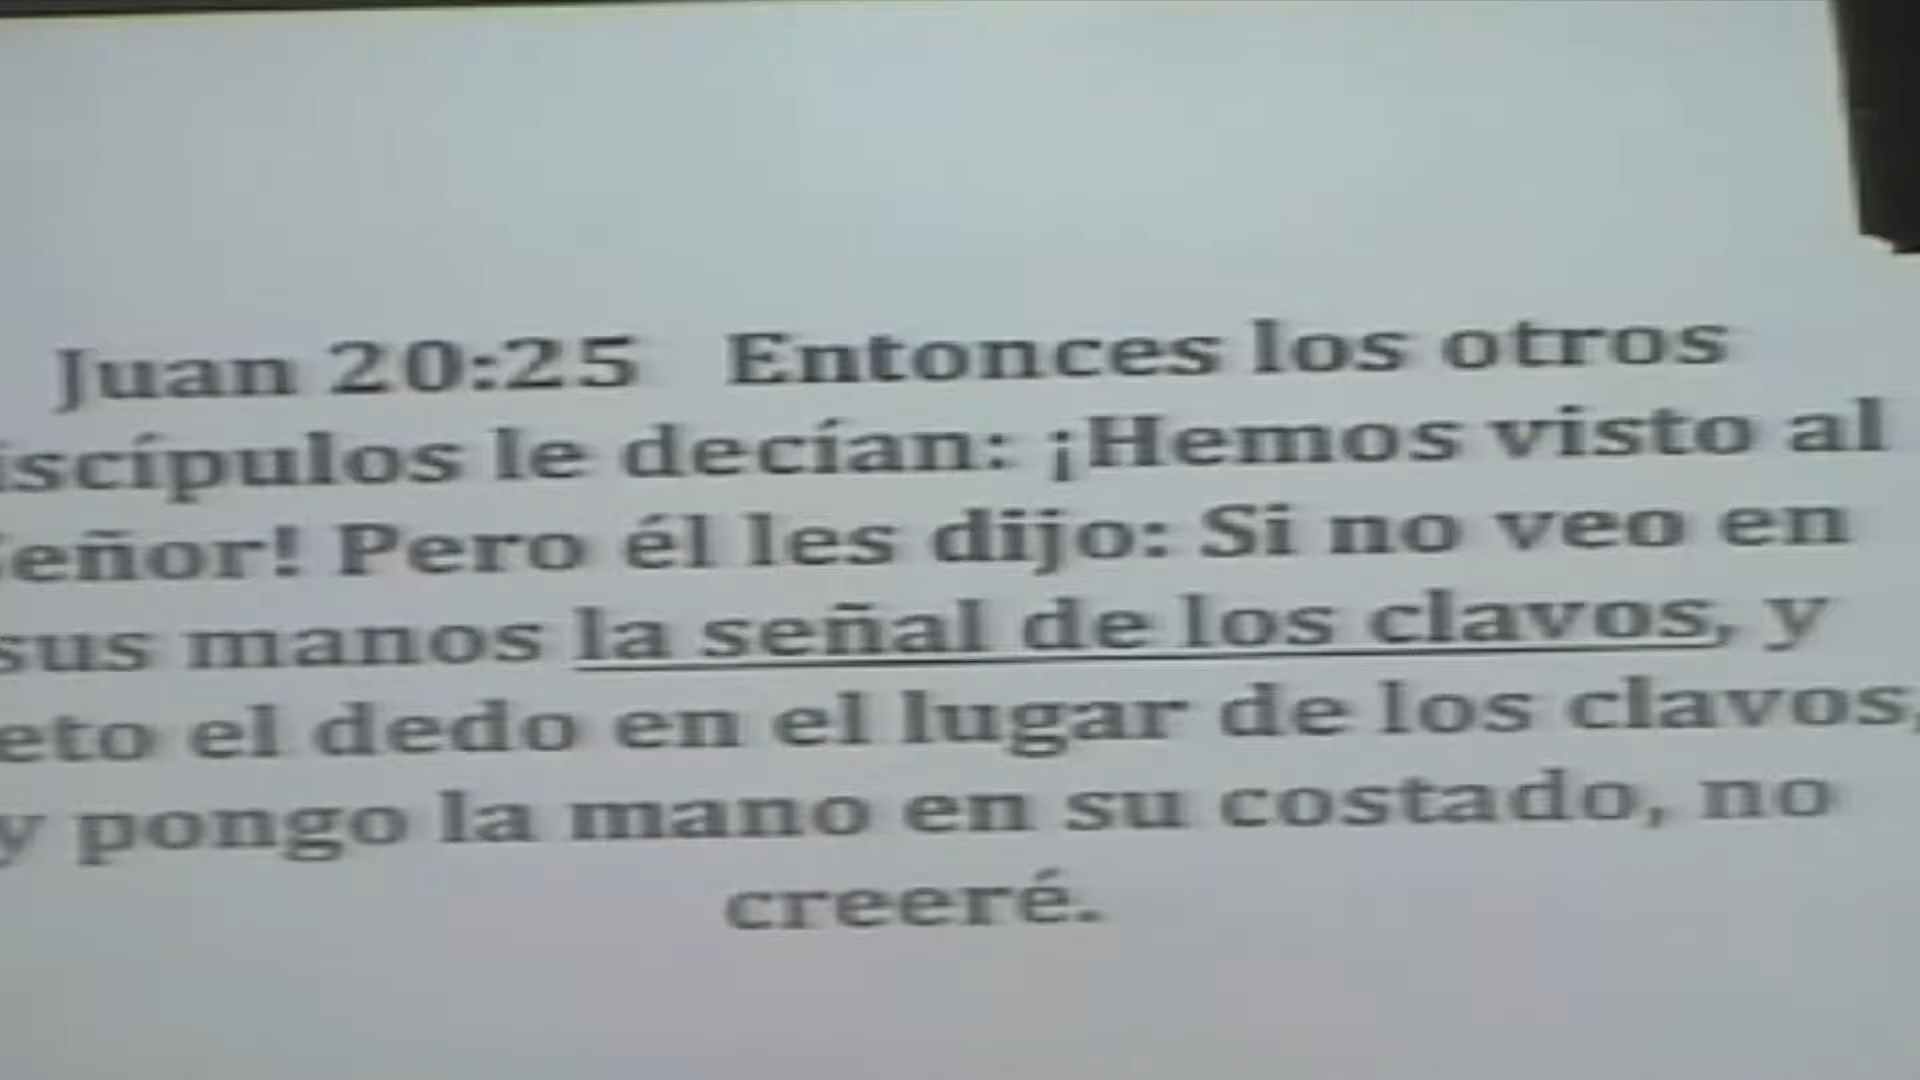 Juan 20:25 Entonces los otros
iscípulos le decían: ¡Hemos visto al
eñor! Pero él les dijo: Si no veo en
sus manos la señal de los clavos, y
eto el dedo en el lugar de los clavos,
y pongo la mano en su costado, no
creeré.